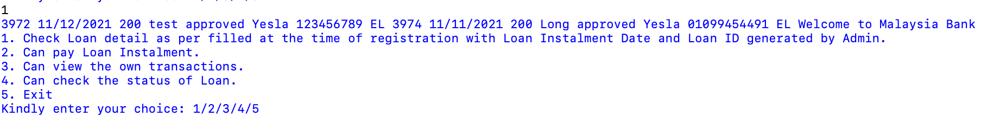 1
3972 11/12/2021 200 test approved Yesla 123456789 EL 3974 11/11/2021 200 Long approved Yesla 01099454491 EL Welcome to Malaysia Bank
1. Check Loan detail as per filled at the time of registration with Loan Instalment Date and Loan ID generated by Admin.
2. Can pay Loan Instalment.
3. Can view the own transactions.
4. Can check the status of Loan.
5. Exit
Kindly enter your choice: 1/2/3/4/5